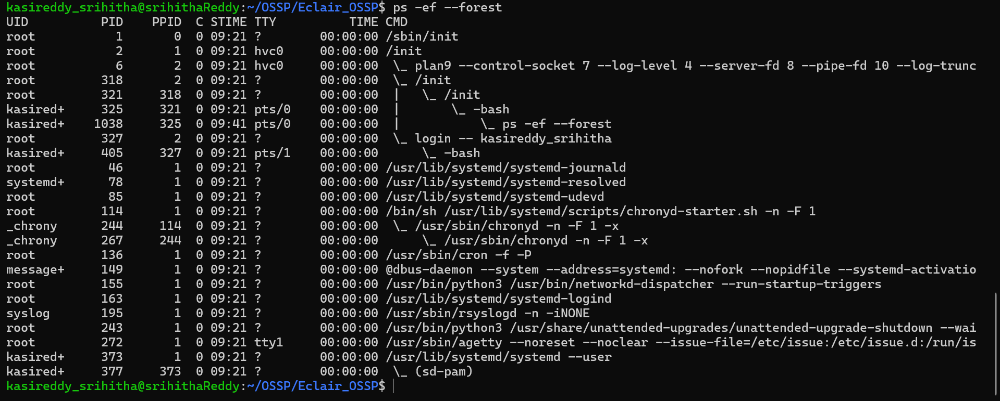 kasireddy_srihitha@srihithaReddy:~/OSSP/Eclair_OSSP$ ps -ef --forest
UID          PID    PPID  C STIME TTY          TIME CMD
root           1       0  0 09:21 ?        00:00:00 /sbin/init
root           2       1  0 09:21 hvc0     00:00:00 /init
root           6       2  0 09:21 hvc0     00:00:00  \_ plan9 --control-socket 7 --log-level 4 --server-fd 8 --pipe-fd 10 --log-trunc
root         318       2  0 09:21 ?        00:00:00  \_ /init
root         321     318  0 09:21 ?        00:00:00  |   \_ /init
kasired+     325     321  0 09:21 pts/0    00:00:00  |       \_ -bash
kasired+    1038     325  0 09:41 pts/0    00:00:00  |           \_ ps -ef --forest
root         327       2  0 09:21 ?        00:00:00  \_ login -- kasireddy_srihitha
kasired+     405     327  0 09:21 pts/1    00:00:00      \_ -bash
root          46       1  0 09:21 ?        00:00:00 /usr/lib/systemd/systemd-journald
systemd+      78       1  0 09:21 ?        00:00:00 /usr/lib/systemd/systemd-resolved
root          85       1  0 09:21 ?        00:00:00 /usr/lib/systemd/systemd-udevd
root         114       1  0 09:21 ?        00:00:00 /bin/sh /usr/lib/systemd/scripts/chronyd-starter.sh -n -F 1
_chrony      244     114  0 09:21 ?        00:00:00  \_ /usr/sbin/chronyd -n -F 1 -x
_chrony      267     244  0 09:21 ?        00:00:00      \_ /usr/sbin/chronyd -n -F 1 -x
root         136       1  0 09:21 ?        00:00:00 /usr/sbin/cron -f -P
message+     149       1  0 09:21 ?        00:00:00 @dbus-daemon --system --address=systemd: --nofork --nopidfile --systemd-activatio
root         155       1  0 09:21 ?        00:00:00 /usr/bin/python3 /usr/bin/networkd-dispatcher --run-startup-triggers
root         163       1  0 09:21 ?        00:00:00 /usr/lib/systemd/systemd-logind
syslog       195       1  0 09:21 ?        00:00:00 /usr/sbin/rsyslogd -n -iNONE
root         243       1  0 09:21 ?        00:00:00 /usr/bin/python3 /usr/share/unattended-upgrades/unattended-upgrade-shutdown --wai
root         272       1  0 09:21 tty1     00:00:00 /usr/sbin/agetty --noreset --noclear --issue-file=/etc/issue:/etc/issue.d:/run/is
kasired+     373       1  0 09:21 ?        00:00:00 /usr/lib/systemd/systemd --user
kasired+     377     373  0 09:21 ?        00:00:00  \_ (sd-pam)
kasireddy_srihitha@srihithaReddy:~/OSSP/Eclair_OSSP$